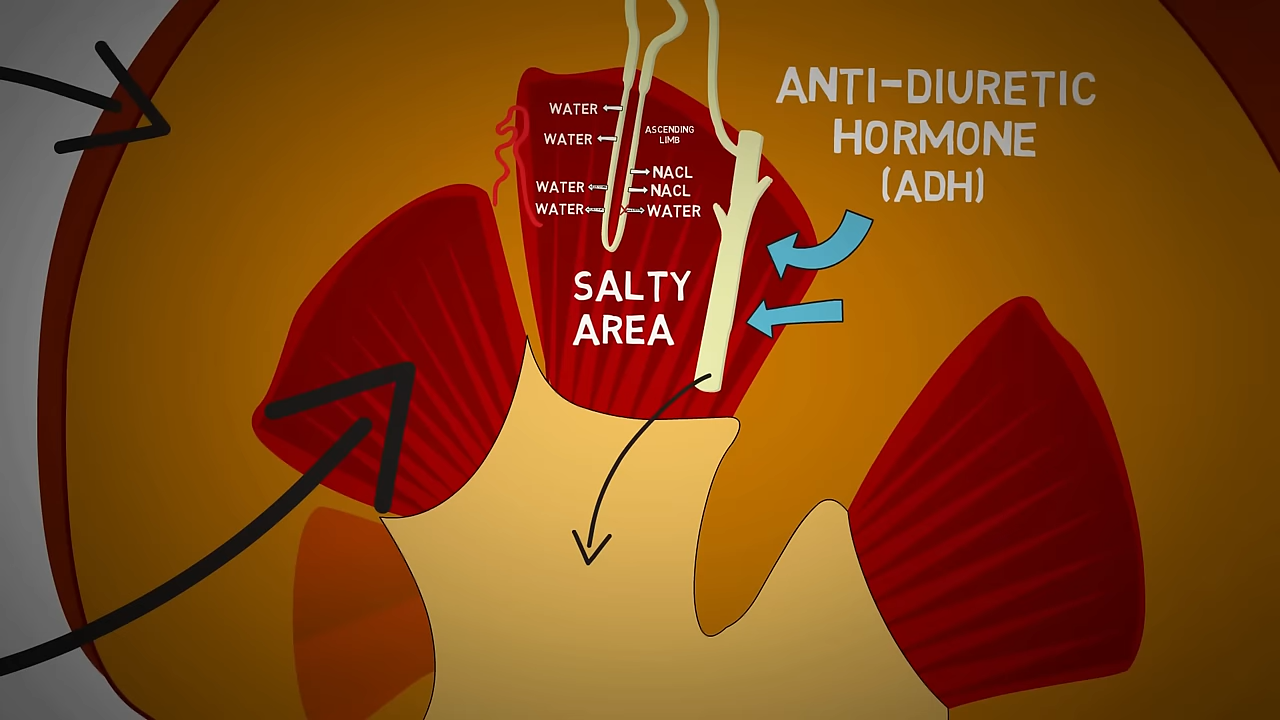 ANTI-DIURETIC
HORMONE
(ADH)
WATER
WATER
ASCENDING
LIMB
NACL
WATER
NACL
WATER
WATER
SALTY
AREA